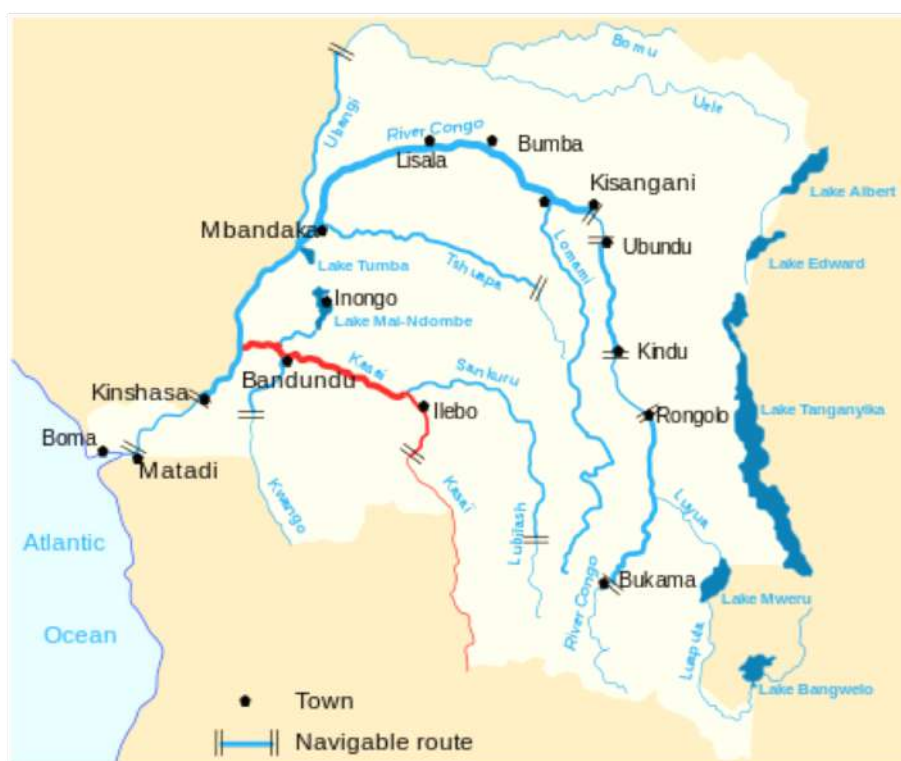 Bomu
Uele
Ubangi
River Congo
Lisala
Bumba
Kisangani
Lake Albert
Mbandaka
Ubundu
Lomami
Tshuapa
Lake Edward
Lake Tumba
Inongo
Lake Mai-Ndombe
Kindu
Kasai
Sankuru
Bandundu
Kinshasa
Ilebo
Rongolo
Lake Tanganyika
Boma
Matadi
Kasai
Kwango
Luvua
Lubilash
Atlantic
Ocean
River Congo
Bukama
Lake Mweru
Luapula
Lake Bangwelo
Town
Navigable route